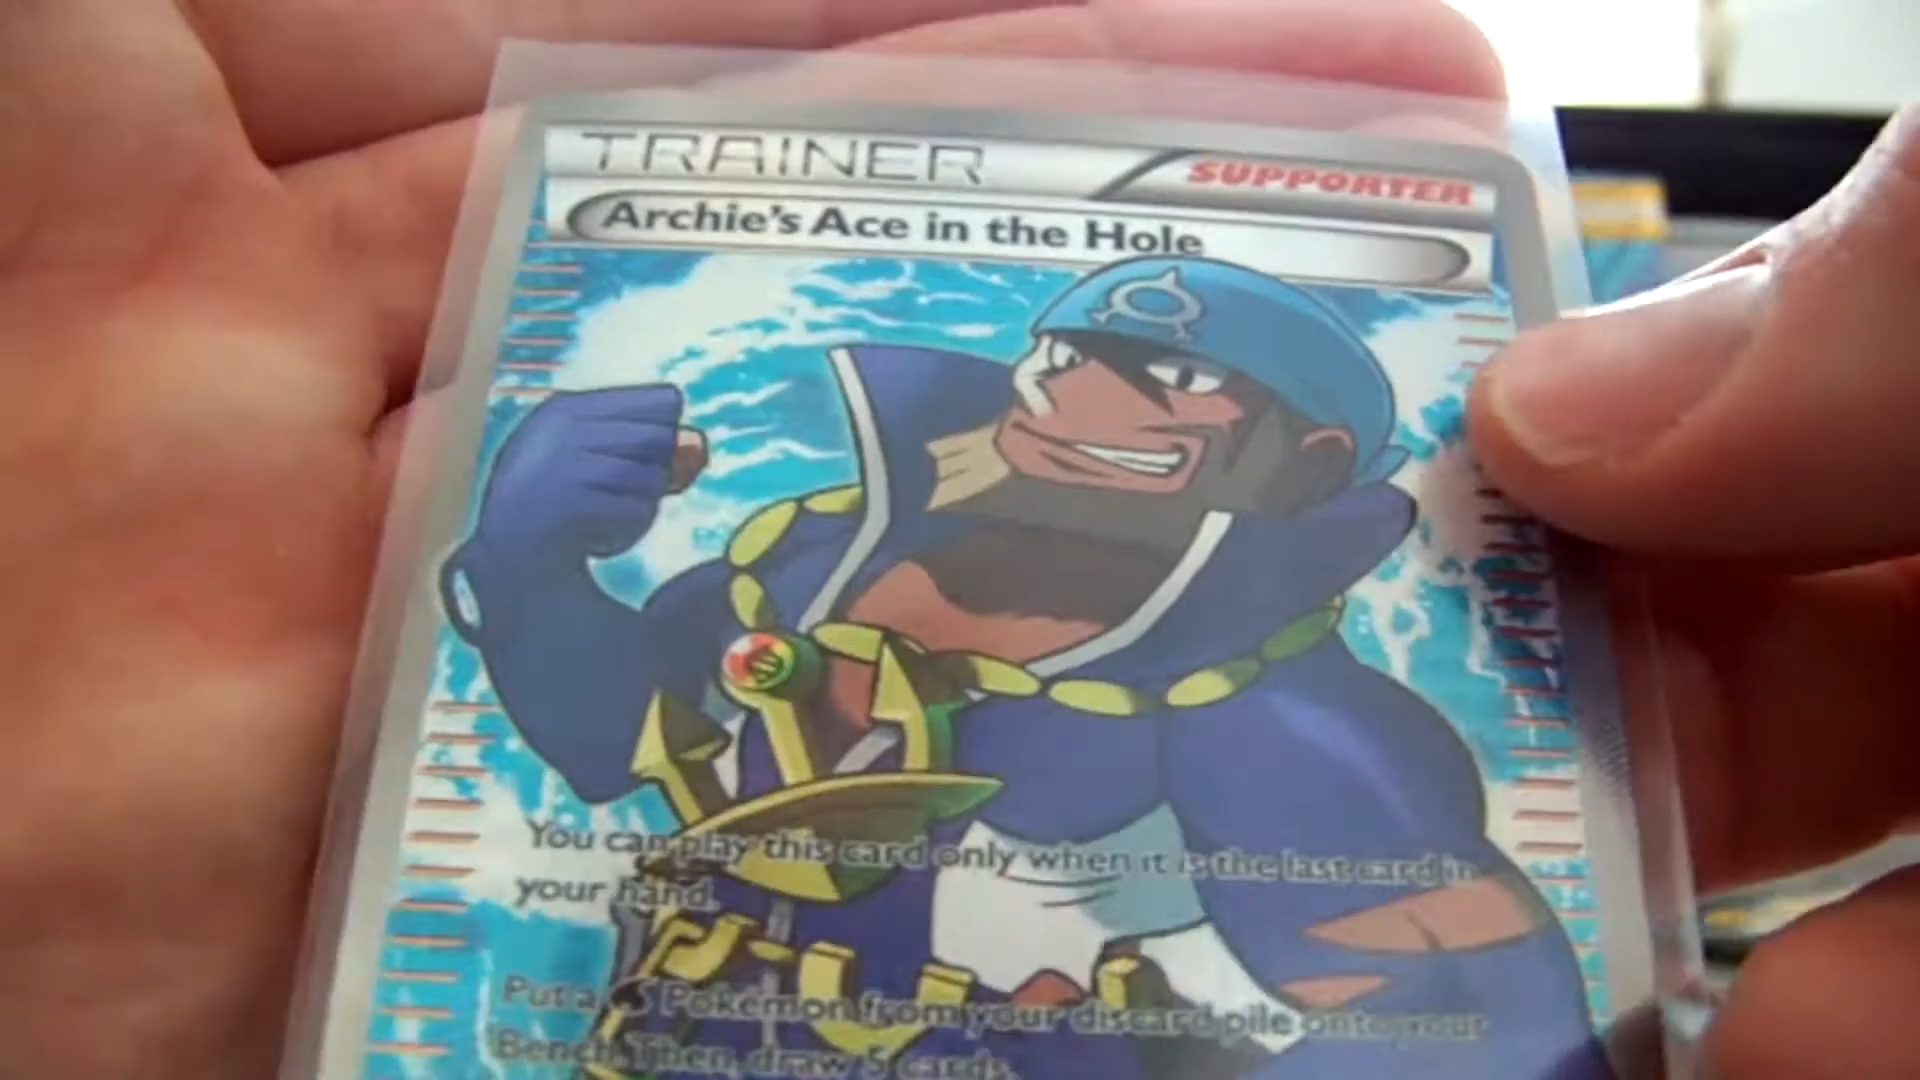 TRAINER
SUPPORTER
Archie's Ace in the Hole
You can play this card only when it is the last card in
your hand.
Put a Pokémon from your discard pile onto your
Bench. Then, draw 5 cards.